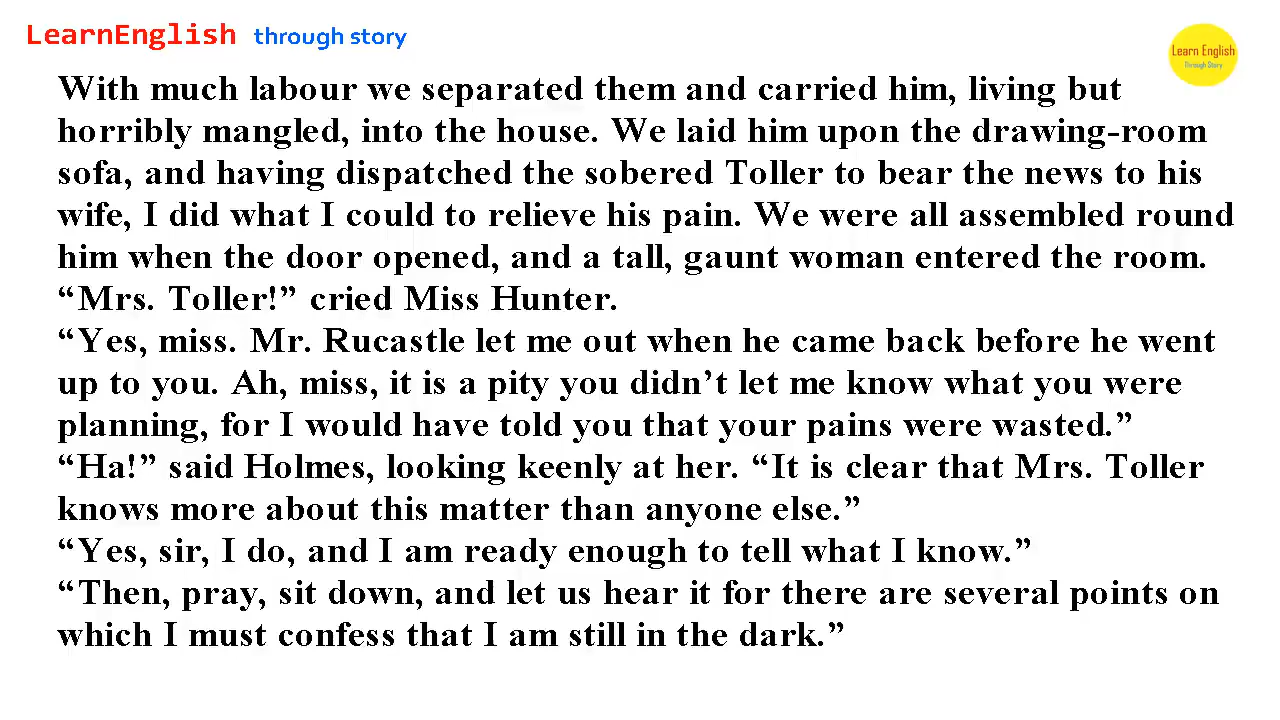 LearnEnglish through story
Learn English
Through Story
With much labour we separated them and carried him, living but
horribly mangled, into the house. We laid him upon the drawing-room
sofa, and having dispatched the sobered Toller to bear the news to his
wife, I did what I could to relieve his pain. We were all assembled round
him when the door opened, and a tall, gaunt woman entered the room.
“Mrs. Toller!” cried Miss Hunter.
“Yes, miss. Mr. Rucastle let me out when he came back before he went
up to you. Ah, miss, it is a pity you didn’t let me know what you were
planning, for I would have told you that your pains were wasted.”
“Ha!” said Holmes, looking keenly at her. “It is clear that Mrs. Toller
knows more about this matter than anyone else.”
“Yes, sir, I do, and I am ready enough to tell what I know.”
“Then, pray, sit down, and let us hear it for there are several points on
which I must confess that I am still in the dark.”